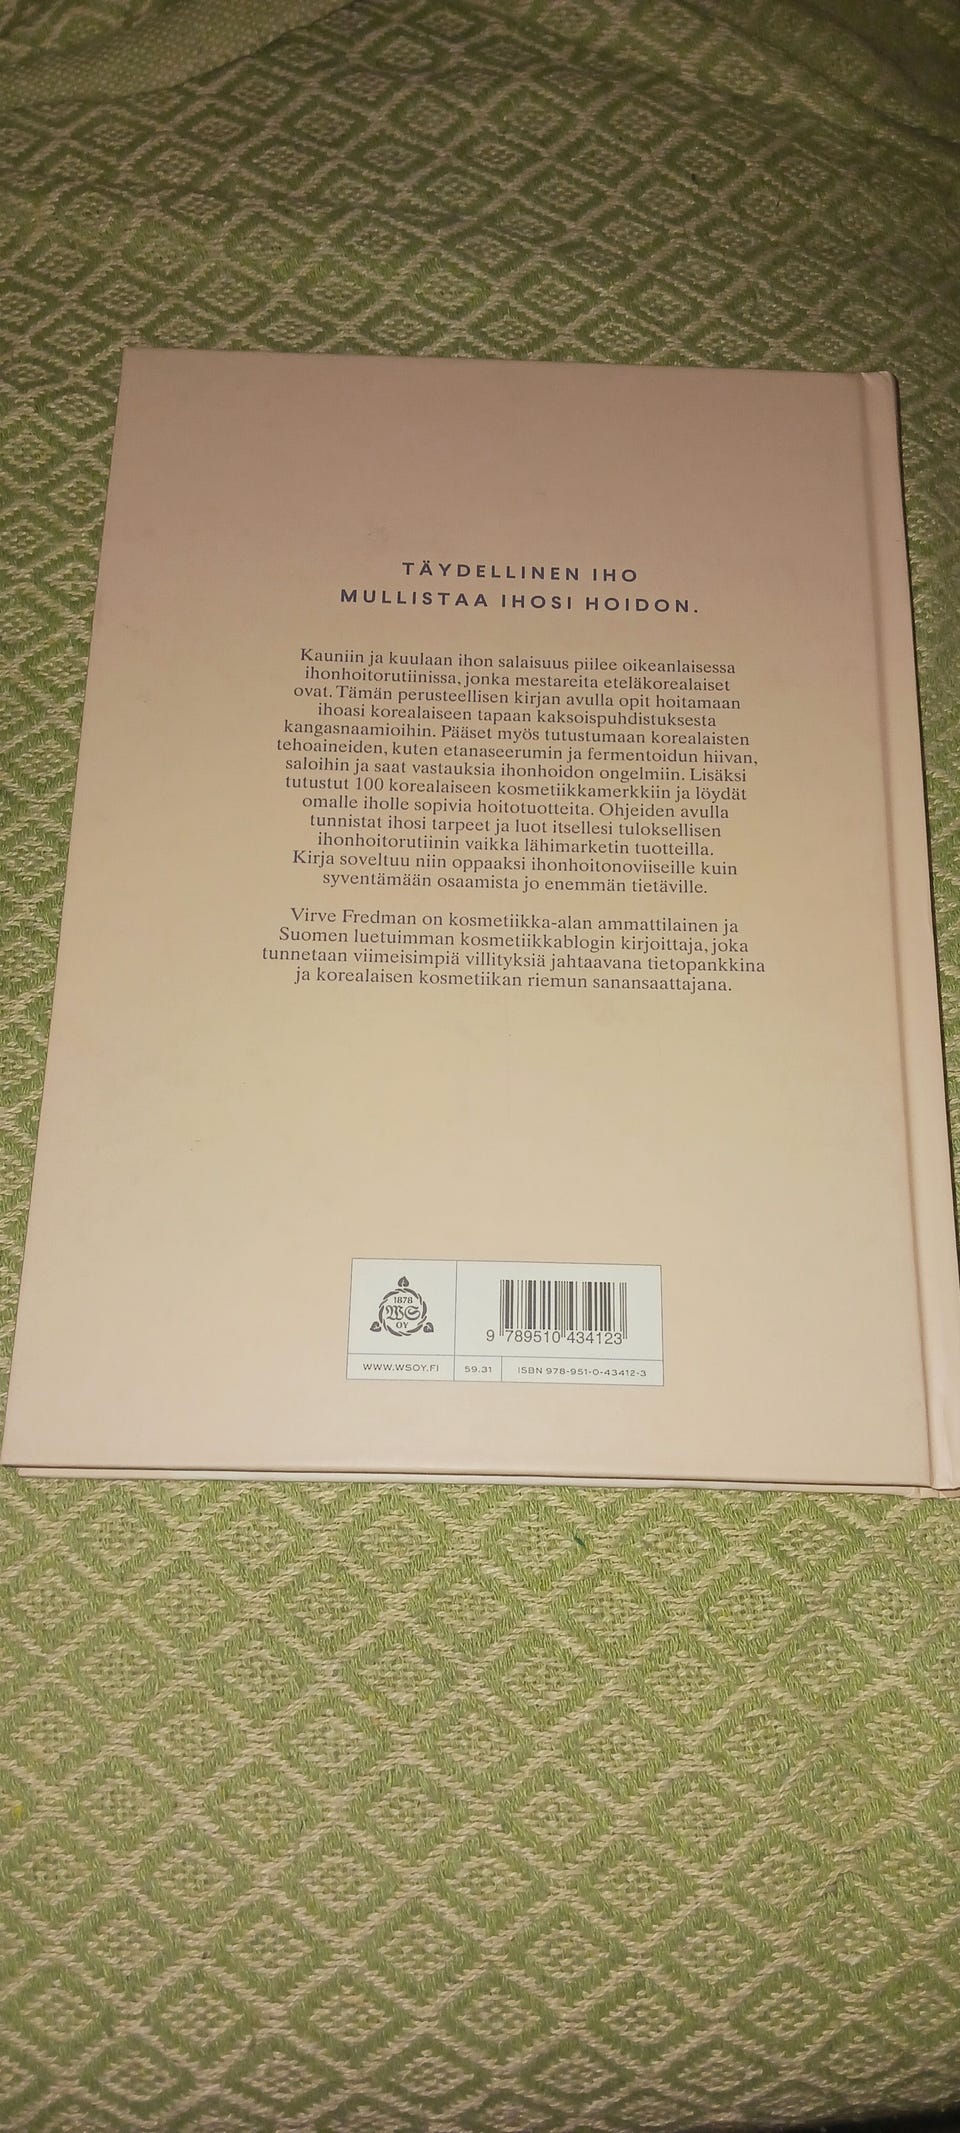 TÄYDELLINEN IHO
MULLISTAA IHOSI HOIDON.
Kauniin ja kuulaan ihon salaisuus piilee oikeanlaisessa
ihonhoitorutiinissa, jonka mestareita eteläkorealaiset
ovat. Tämän perusteellisen kirjan avulla opit hoitamaan
ihoasi korealaiseen tapaan kaksoispuhdistuksesta
kangasnaamioihin. Pääset myös tutustumaan korealaisten
tehoaineiden, kuten etanaseerumin ja fermentoidun hiivan,
saloihin ja saat vastauksia ihonhoidon ongelmiin. Lisäksi
tutustut 100 korealaiseen kosmetiikkamerkkiin ja löydät
omalle iholle sopivia hoitotuotteita. Ohjeiden avulla
tunnistat ihosi tarpeet ja luot itsellesi tuloksellisen
ihonhoitorutiinin vaikka lähimarketin tuotteilla.
Kirja soveltuu niin oppaaksi ihonhoitonoviiseille kuin
syventämään osaamista jo enemmän tietäville.
Virve Fredman on kosmetiikka-alan ammattilainen ja
Suomen luetuimman kosmetiikkablogin kirjoittaja, joka
tunnetaan viimeisimpiä villityksiä jahtaavana tietopankkina
ja korealaisen kosmetiikan riemun sanansaattajana.
1878
WS
OY
9 789510 434123
WWW.WSOY.FI 59.31 ISBN 978-951-0-43412-3